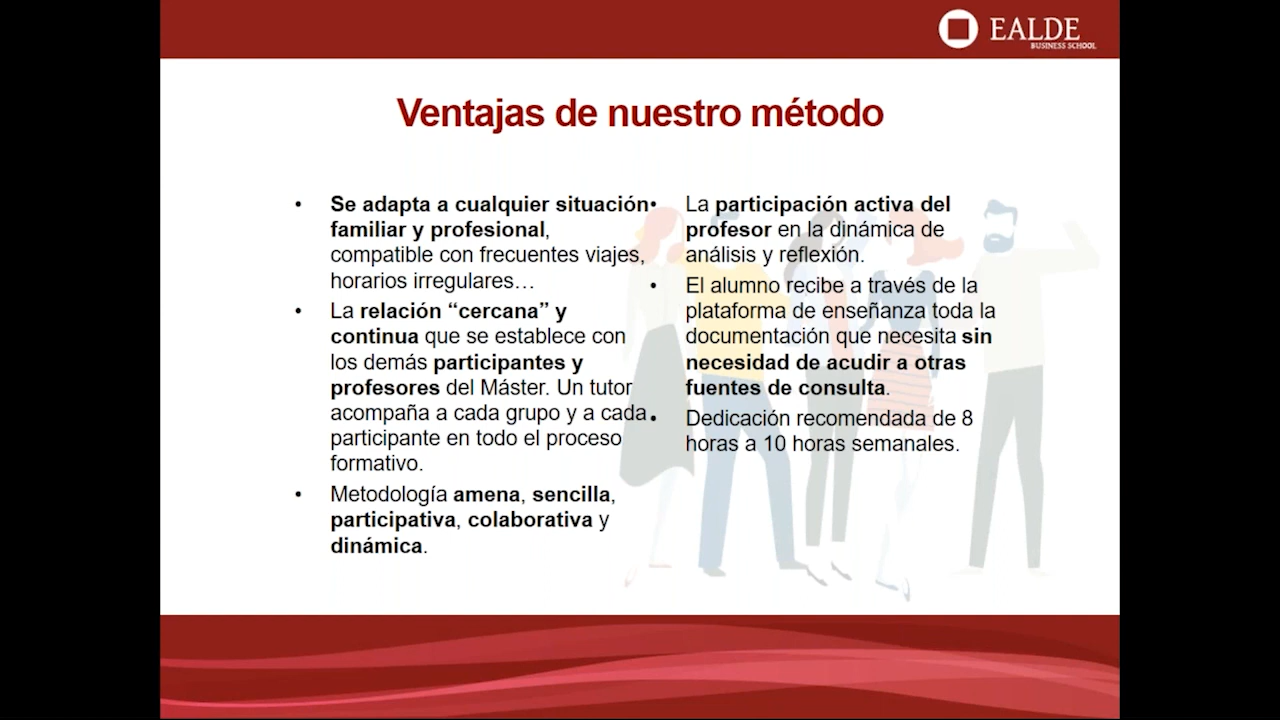 EALDE
BUSINESS SCHOOL
Ventajas de nuestro método
• Se adapta a cualquier situación
familiar y profesional,
compatible con frecuentes viajes,
horarios irregulares…
• La relación “cercana” y
continua que se establece con
los demás participantes y
profesores del Máster. Un tutor
acompaña a cada grupo y a cada
participante en todo el proceso
formativo.
• Metodología amena, sencilla,
participativa, colaborativa y
dinámica.
• La participación activa del
profesor en la dinámica de
análisis y reflexión.
• El alumno recibe a través de la
plataforma de enseñanza toda la
documentación que necesita sin
necesidad de acudir a otras
fuentes de consulta.
• Dedicación recomendada de 8
horas a 10 horas semanales.